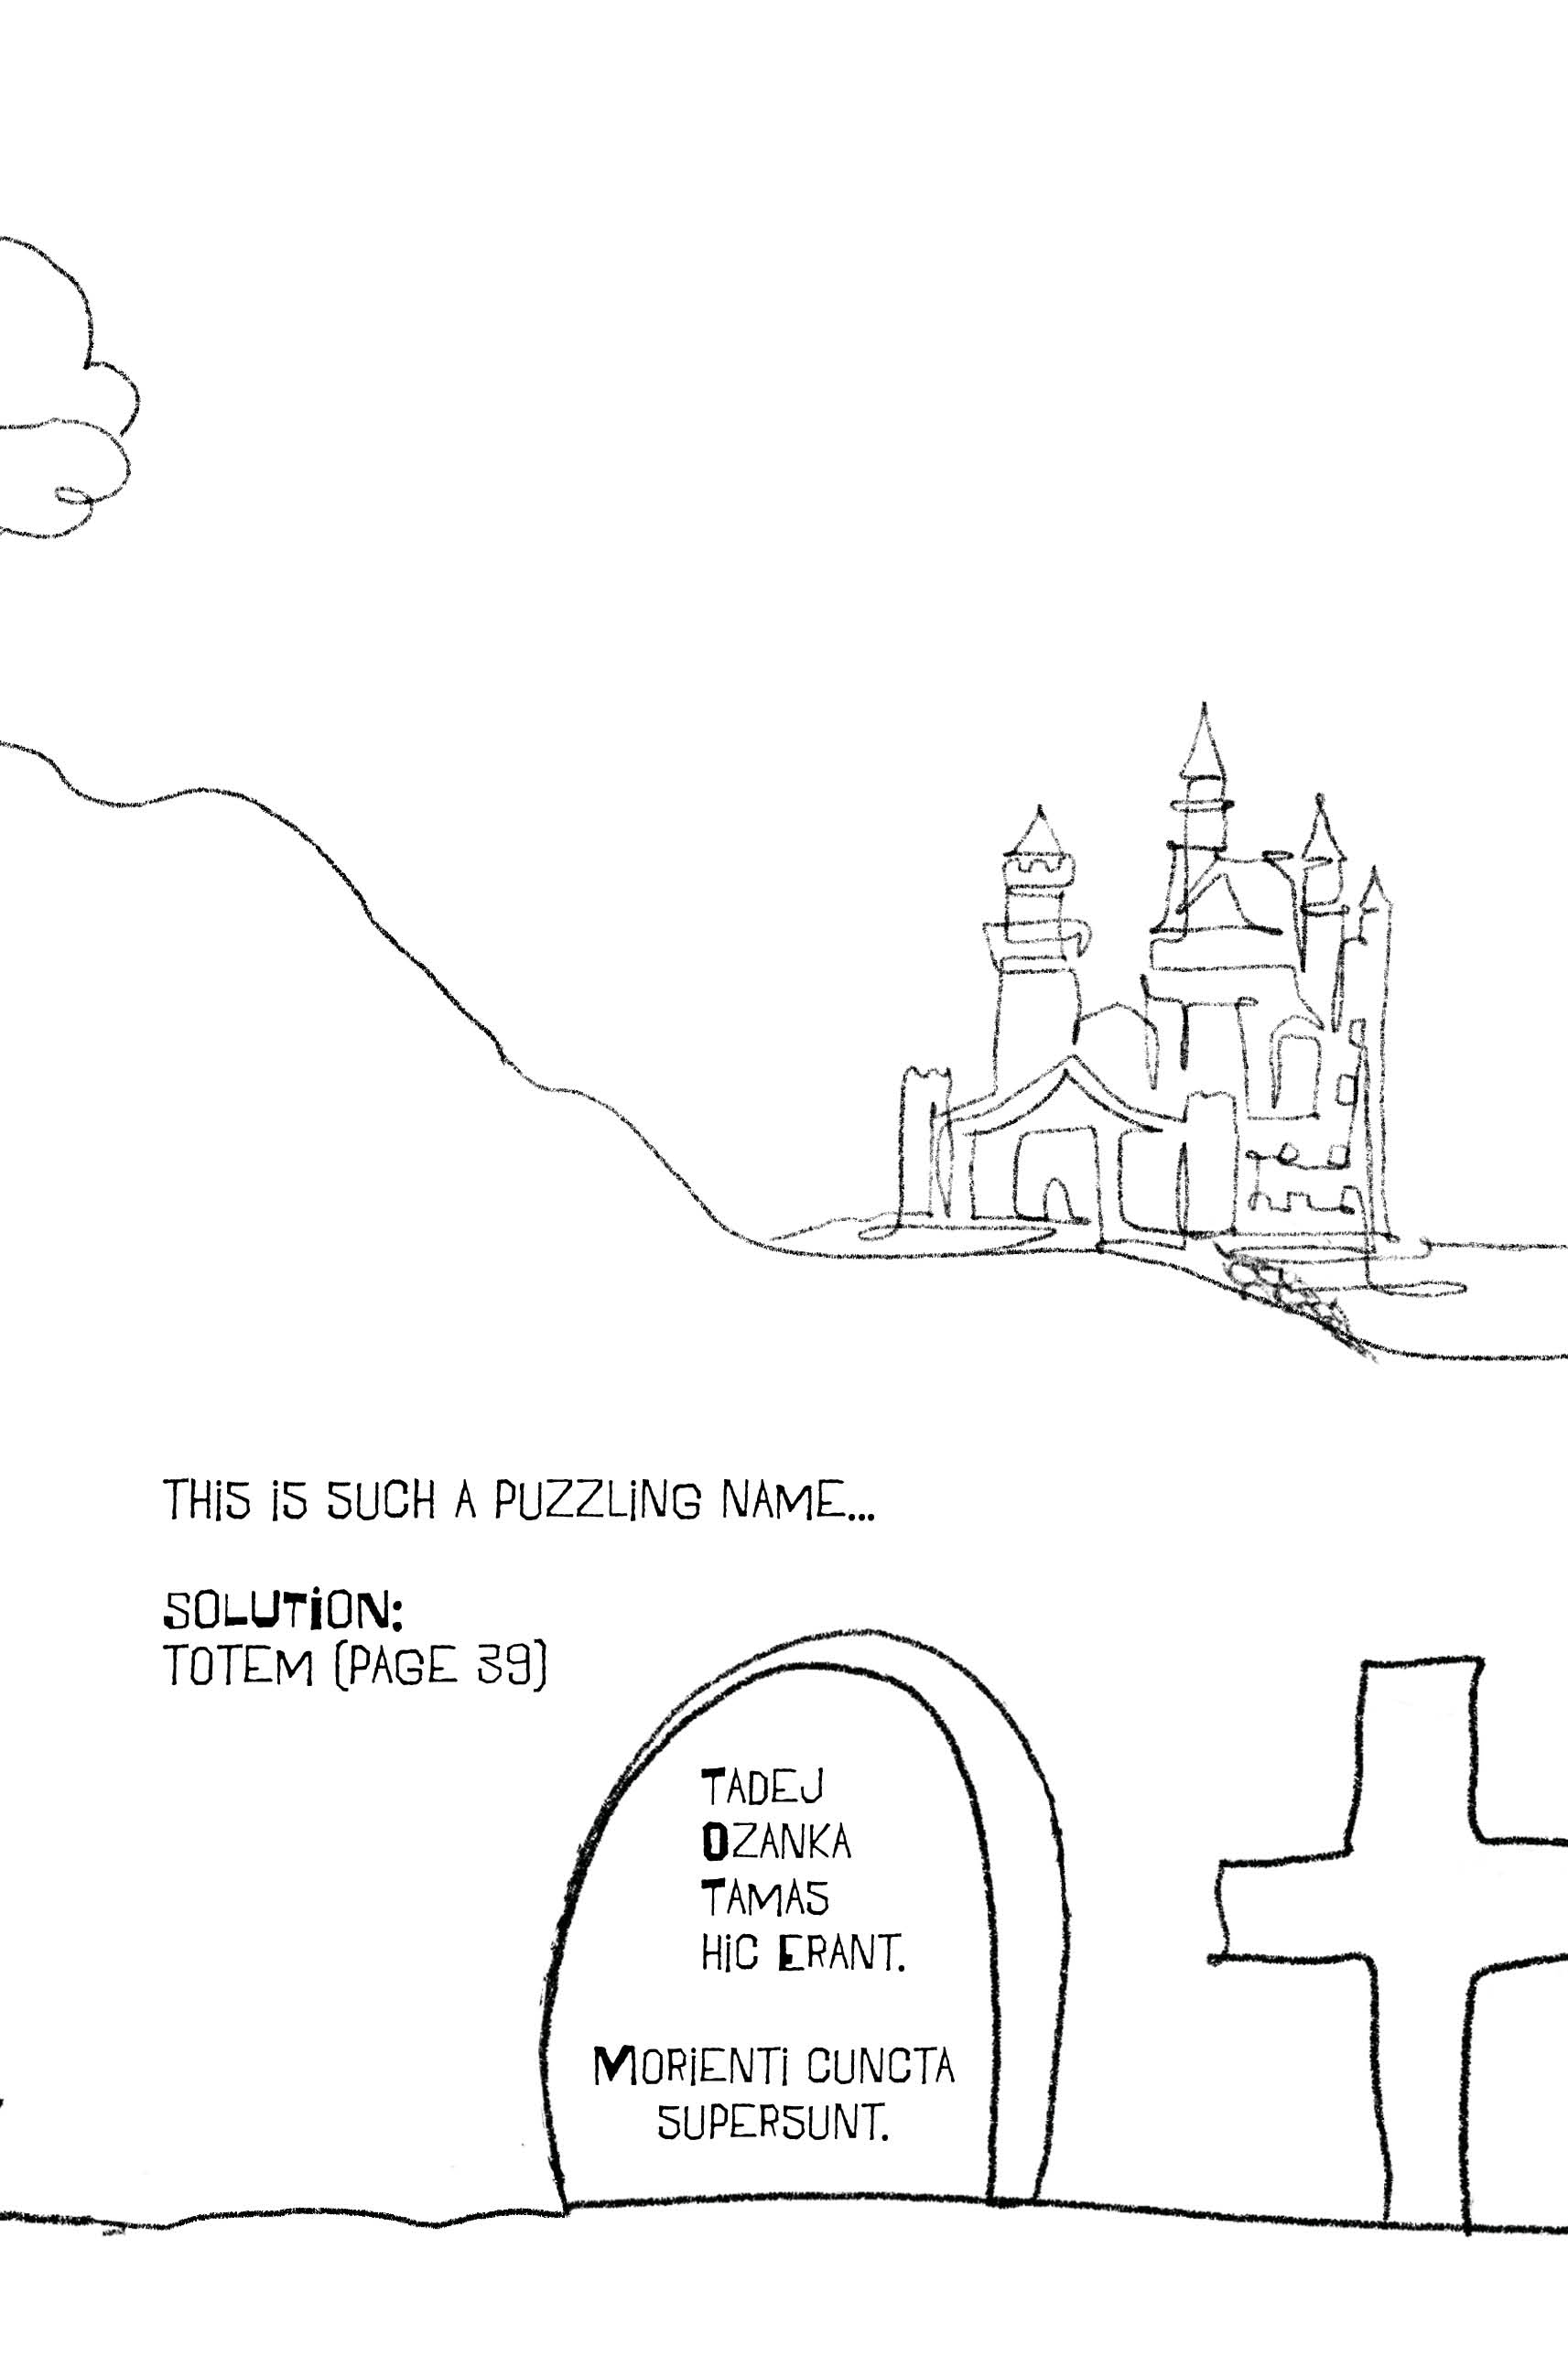 THiS iS SUCH A PUZZLiNG NAME...
SOLUTiON:
TOTEM (PAGE 39)
TADEJ
OZANKA
TAMAS
HiC ERANT.
MORiENTi CUNCTA
SUPERSUNT.